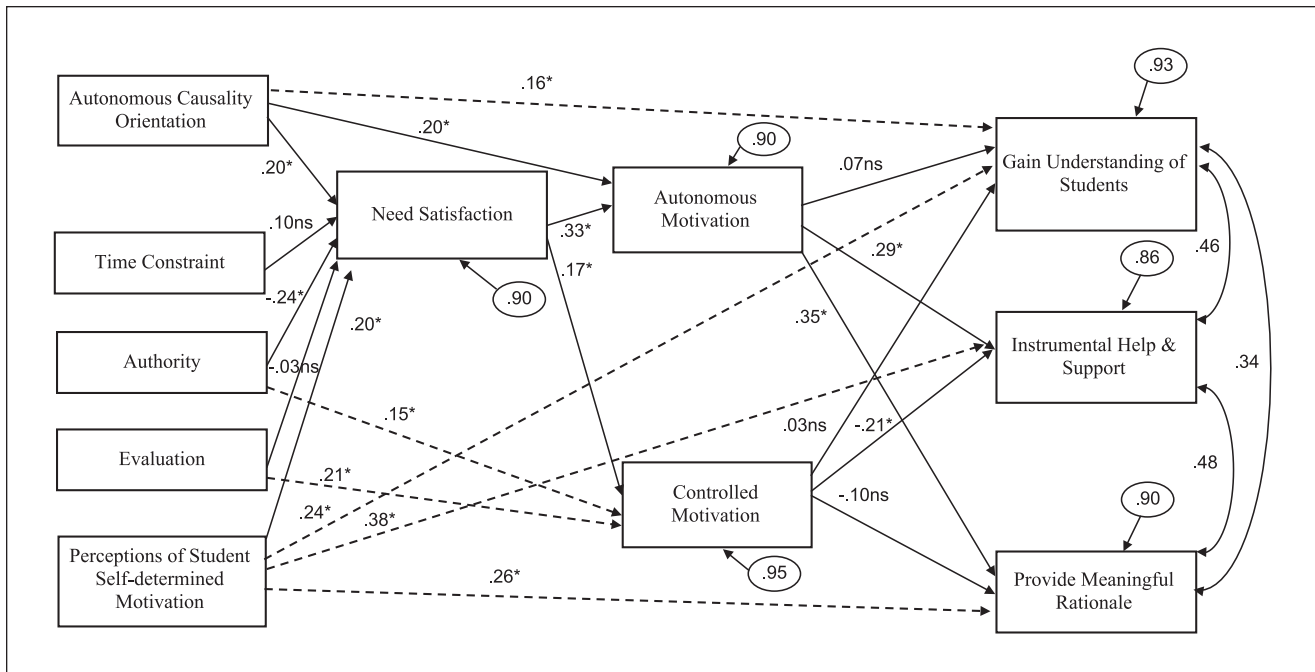 .93
Autonomous Causality
Orientation
.16*
.20*
.90
Gain Understanding of
Students
.07ns
.20*
Need Satisfaction
Autonomous
Motivation
.10ns
.33*
.29*
.46
Time Constraint
.17*
.86
-.24*
.90
.20*
.35*
Authority
Instrumental Help &
Support
.34
-.03ns
.15*
.03ns
-.21*
Evaluation
.21*
.48
Controlled
Motivation
-.10ns
.24*
.38*
.90
Perceptions of Student
Self-determined
Motivation
.95
.26*
Provide Meaningful
Rationale